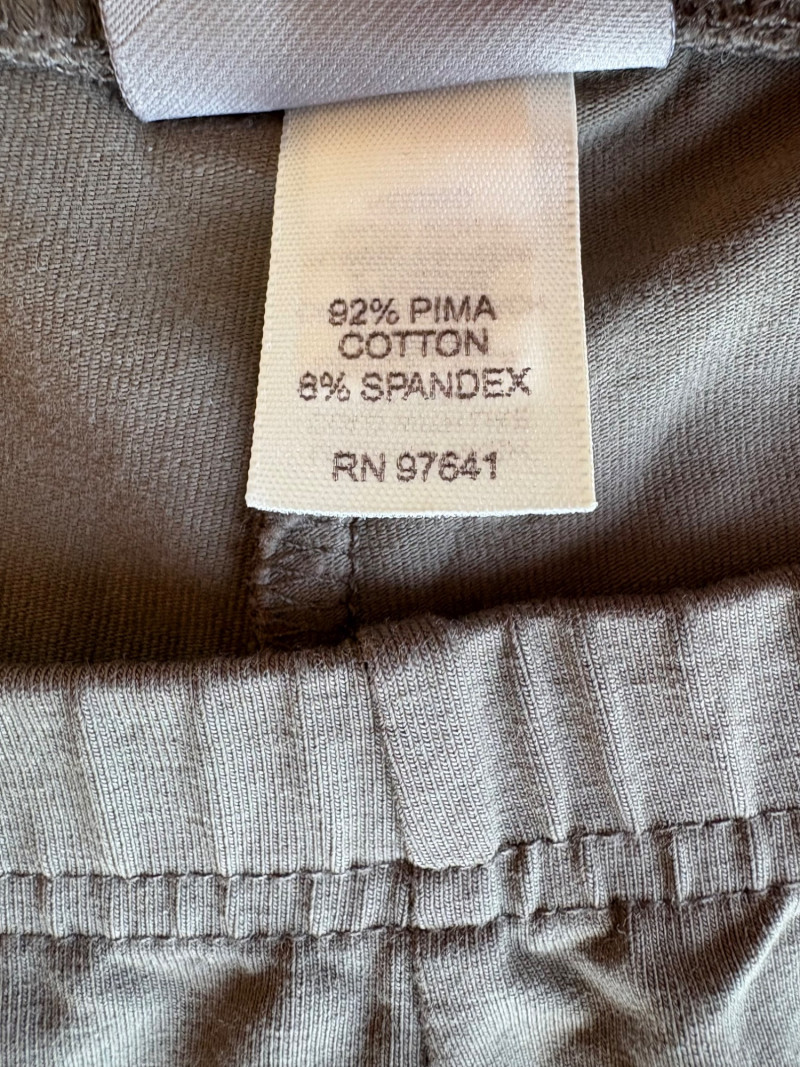 92% PIMA
COTTON
8% SPANDEX
RN 97641